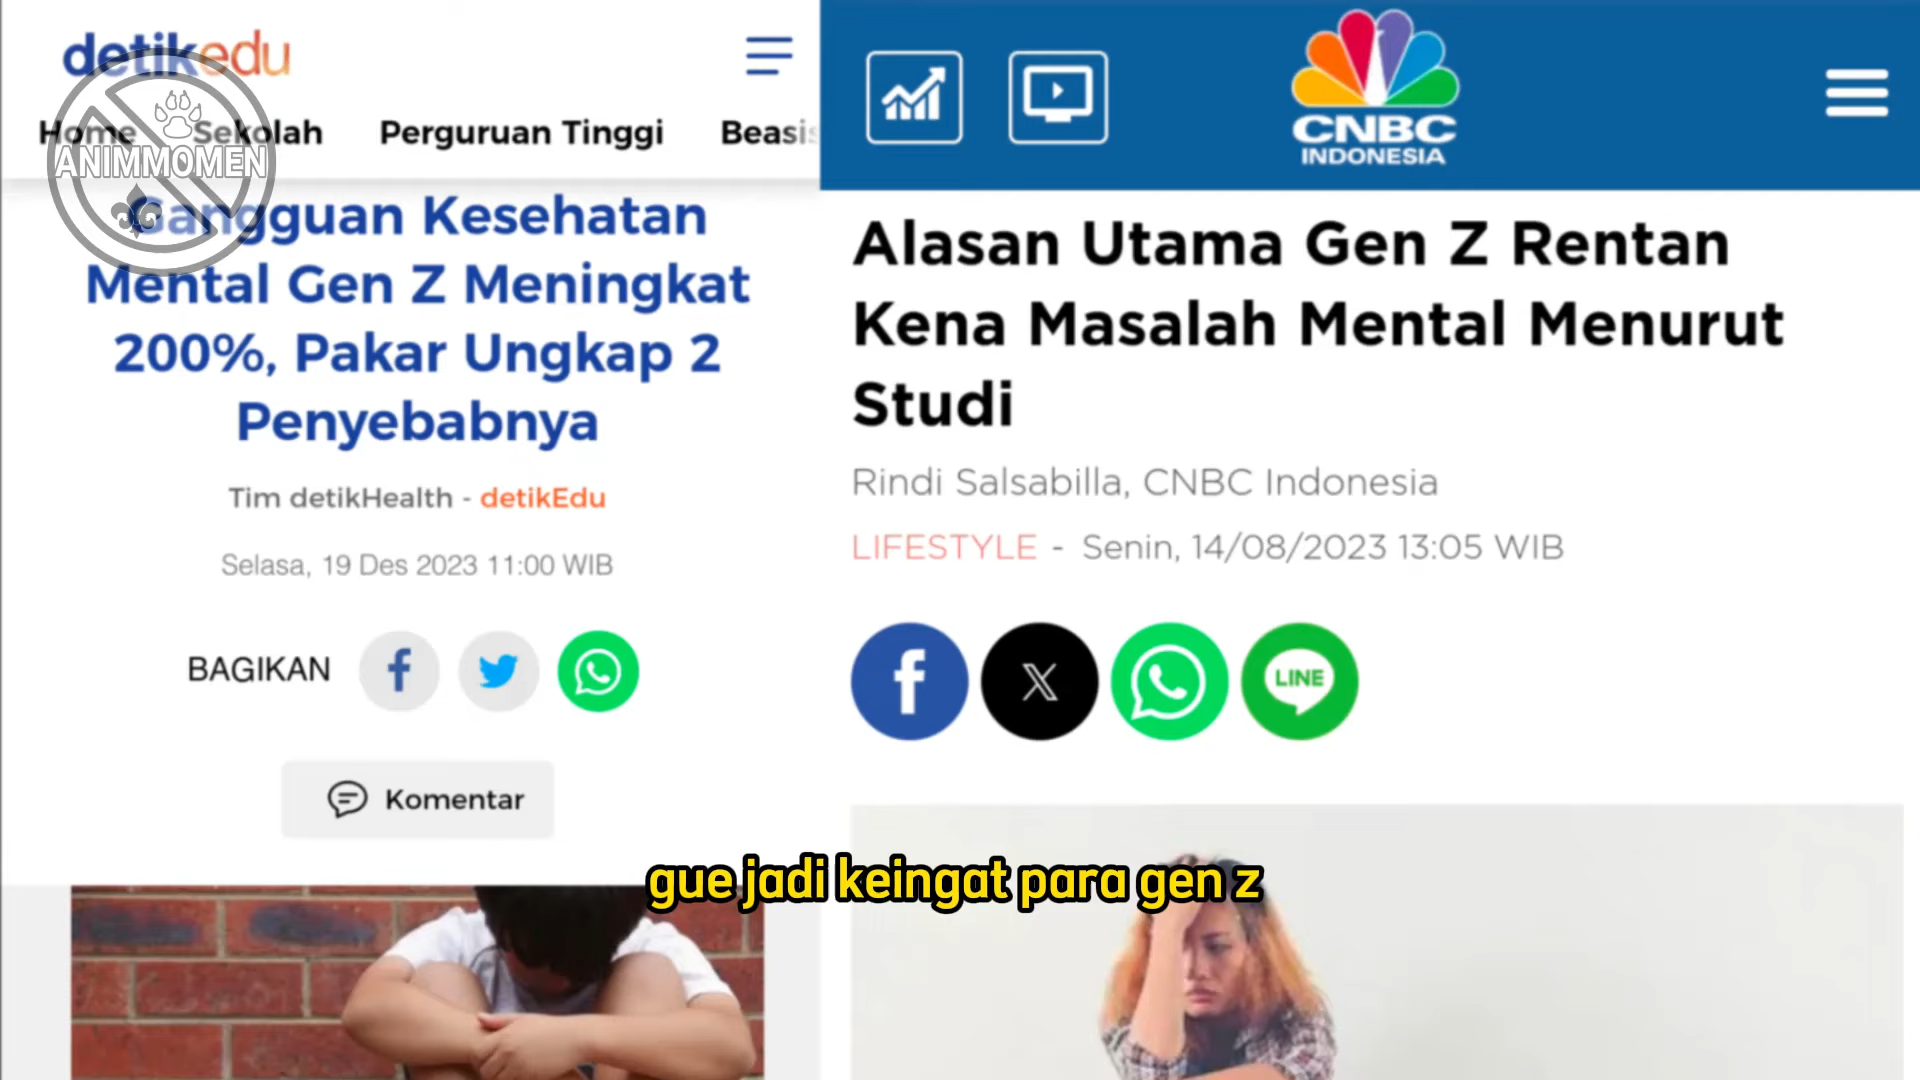 detikedu
Home Sekolah Perguruan Tinggi Beasis
ANIMMOMEN
Gangguan Kesehatan
Mental Gen Z Meningkat
200%, Pakar Ungkap 2
Penyebabnya
Tim detikHealth - detikEdu
Selasa, 19 Des 2023 11:00 WIB
BAGIKAN
Komentar
CNBC
INDONESIA
Alasan Utama Gen Z Rentan
Kena Masalah Mental Menurut
Studi
Rindi Salsabilla, CNBC Indonesia
LIFESTYLE - Senin, 14/08/2023 13:05 WIB
LINE
gue jadi keingat para gen z